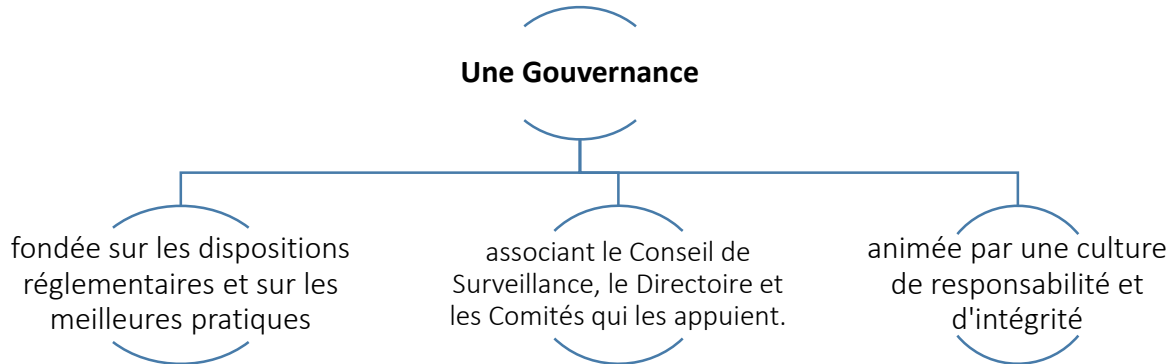 Une Gouvernance
fondée sur les dispositions
réglementaires et sur les
meilleures pratiques
associant le Conseil de
Surveillance, le Directoire et
les Comités qui les appuient.
animée par une culture
de responsabilité et
d'intégrité